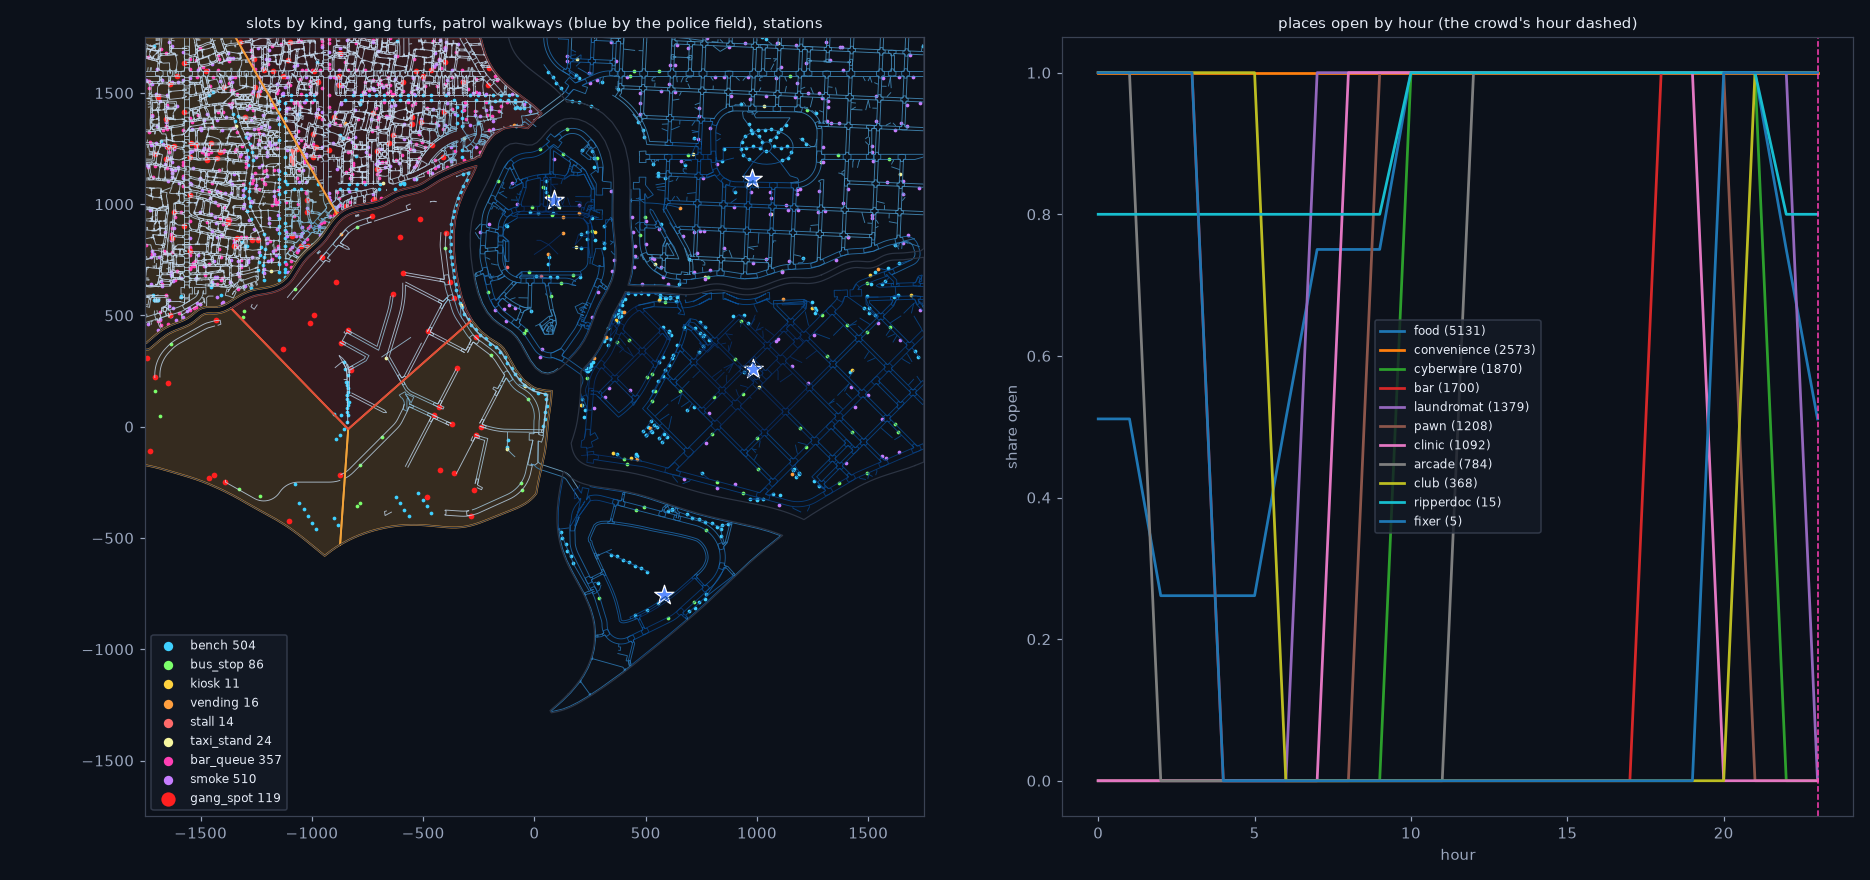 slots by kind, gang turfs, patrol walkways (blue by the police field), stations
1500
1000
500
0
−500
−1000
−1500
bench 504
bus_stop 86
kiosk 11
vending 16
stall 14
taxi_stand 24
bar_queue 357
smoke 510
gang_spot 119
−1500 −1000 −500 0 500 1000 1500
places open by hour (the crowd's hour dashed)
share open
1.0
0.8
0.6
0.4
0.2
0.0
food (5131)
convenience (2573)
cyberware (1870)
bar (1700)
laundromat (1379)
pawn (1208)
clinic (1092)
arcade (784)
club (368)
ripperdoc (15)
fixer (5)
0 5 10 15 20
hour